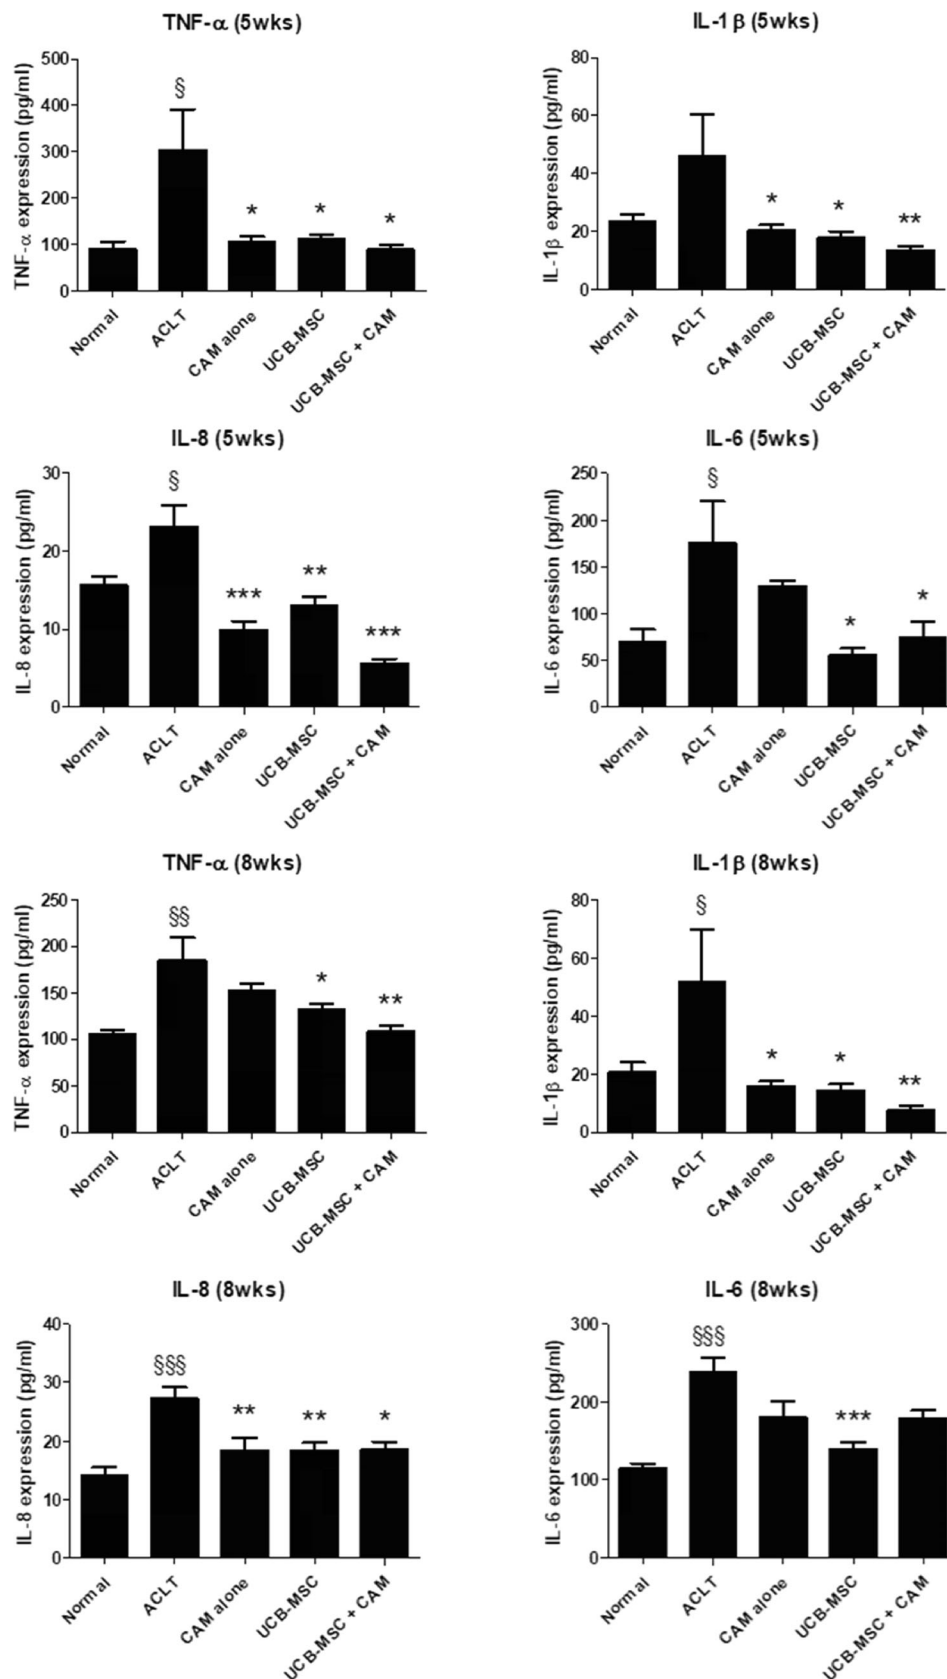 TNF-α (5wks)
TNF-α expression (pg/ml)
500
400
300
200
100
0
§
*
*
*
Normal
ACLT
CAM alone
UCB-MSC
UCB-MSC + CAM
IL-1β (5wks)
IL-1β expression (pg/ml)
80
60
40
20
0
*
*
**
Normal
ACLT
CAM alone
UCB-MSC
UCB-MSC + CAM
IL-8 (5wks)
IL-8 expression (pg/ml)
30
20
10
0
§
***
**
***
Normal
ACLT
CAM alone
UCB-MSC
UCB-MSC + CAM
IL-6 (5wks)
IL-6 expression (pg/ml)
250
200
150
100
50
0
§
*
*
Normal
ACLT
CAM alone
UCB-MSC
UCB-MSC + CAM
TNF-α (8wks)
TNF-α expression (pg/ml)
250
200
150
100
50
0
§§
*
**
Normal
ACLT
CAM alone
UCB-MSC
UCB-MSC + CAM
IL-1β (8wks)
IL-1β expression (pg/ml)
80
60
40
20
0
§
*
*
**
Normal
ACLT
CAM alone
UCB-MSC
UCB-MSC + CAM
IL-8 (8wks)
IL-8 expression (pg/ml)
40
30
20
10
0
§§§
**
**
*
Normal
ACLT
CAM alone
UCB-MSC
UCB-MSC + CAM
IL-6 (8wks)
IL-6 expression (pg/ml)
300
200
100
0
§§§
***
Normal
ACLT
CAM alone
UCB-MSC
UCB-MSC + CAM